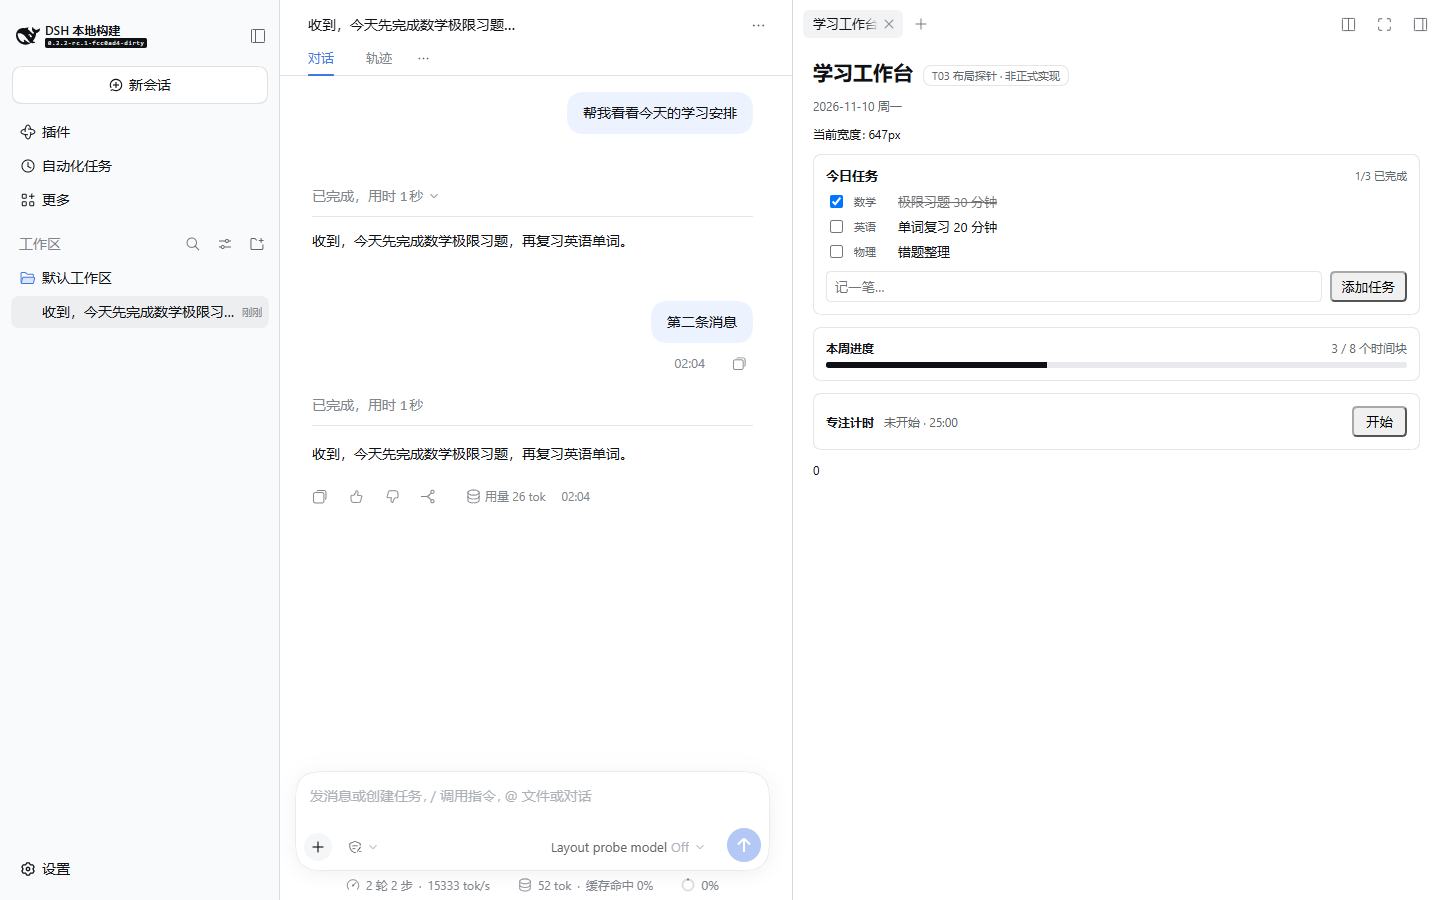 DSH 本地构建
0.3.2-rc.1-fcc0ad4-dirty
新会话
插件
自动化任务
更多
工作区
默认工作区
收到，今天先完成数学极限习... 刚刚
设置
收到，今天先完成数学极限习题...
对话 轨迹
帮我看看今天的学习安排
已完成，用时 1 秒
收到，今天先完成数学极限习题，再复习英语单词。
第二条消息
02:04
已完成，用时 1 秒
收到，今天先完成数学极限习题，再复习英语单词。
用量 26 tok 02:04
发消息或创建任务, / 调用指令, @ 文件或对话
Layout probe model Off
2 轮 2 步 · 15333 tok/s 52 tok · 缓存命中 0% 0%
学习工作台
学习工作台 T03 布局探针 · 非正式实现
2026-11-10 周一
当前宽度: 647px
今日任务 1/3 已完成
数学 极限习题 30 分钟
英语 单词复习 20 分钟
物理 错题整理
记一笔... 添加任务
本周进度 3 / 8 个时间块
专注计时 未开始 · 25:00 开始
0